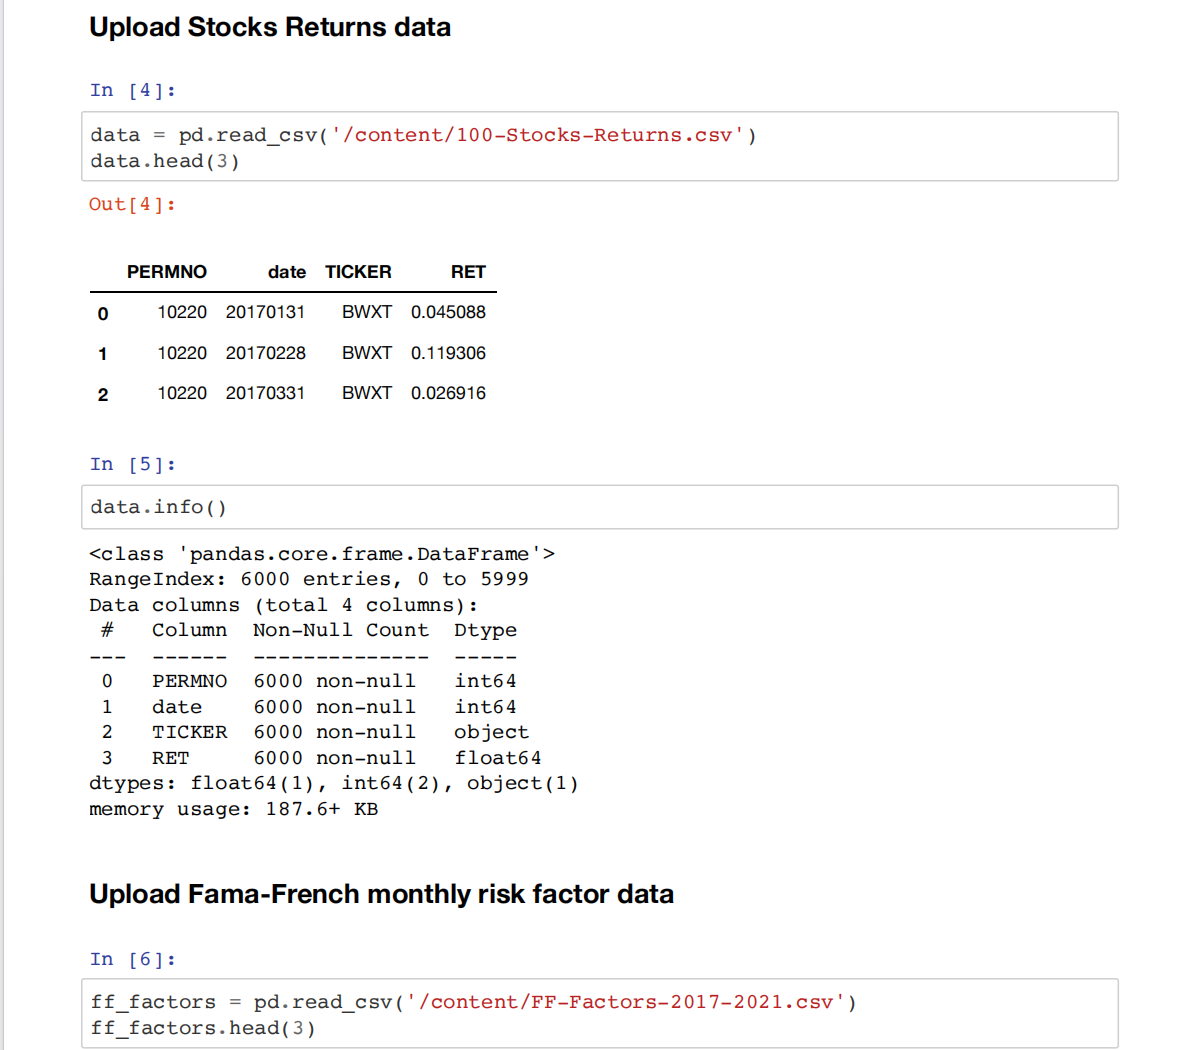 Upload Stocks Returns data
In [4]:
data = pd.read_csv('/content/100-Stocks-Returns.csv')
data.head(3)
Out[4]:
PERMNO date TICKER RET
0 10220 20170131 BWXT 0.045088
1 10220 20170228 BWXT 0.119306
2 10220 20170331 BWXT 0.026916
In [5]:
data.info()
<class 'pandas.core.frame.DataFrame'>
RangeIndex: 6000 entries, 0 to 5999
Data columns (total 4 columns):
 #   Column  Non-Null Count  Dtype
---  ------  --------------  -----
 0   PERMNO  6000 non-null   int64
 1   date    6000 non-null   int64
 2   TICKER  6000 non-null   object
 3   RET     6000 non-null   float64
dtypes: float64(1), int64(2), object(1)
memory usage: 187.6+ KB
Upload Fama-French monthly risk factor data
In [6]:
ff_factors = pd.read_csv('/content/FF-Factors-2017-2021.csv')
ff_factors.head(3)